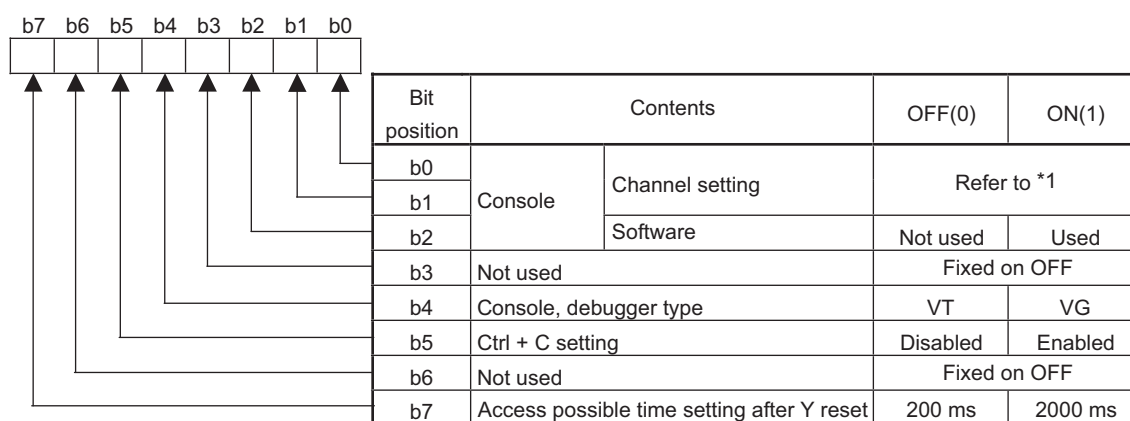 b7 b6 b5 b4 b3 b2 b1 b0
Bit position Contents OFF(0) ON(1)
b0 Console Channel setting Refer to *1
b1
b2 Software Not used Used
b3 Not used Fixed on OFF
b4 Console, debugger type VT VG
b5 Ctrl + C setting Disabled Enabled
b6 Not used Fixed on OFF
b7 Access possible time setting after Y reset 200 ms 2000 ms